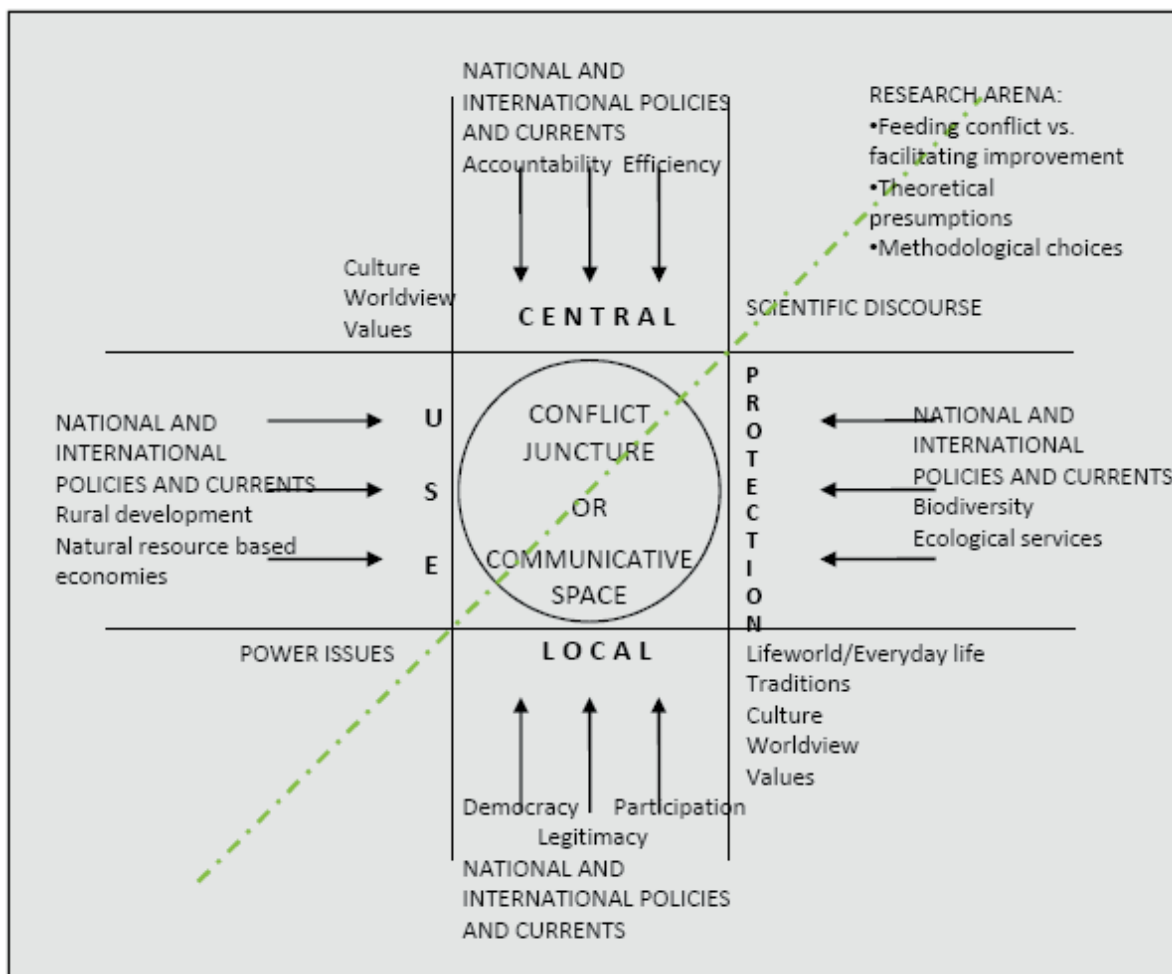 NATIONAL AND
INTERNATIONAL POLICIES
AND CURRENTS
Accountability Efficiency
RESEARCH ARENA:
•Feeding conflict vs.
facilitating improvement
•Theoretical
presumptions
•Methodological choices
Culture
Worldview
Values
CENTRAL
SCIENTIFIC DISCOURSE
NATIONAL AND
INTERNATIONAL
POLICIES AND CURRENTS
Rural development
Natural resource based
economies
USE
CONFLICT
JUNCTURE
OR
COMMUNICATIVE
SPACE
PROTECTION
NATIONAL AND
INTERNATIONAL
POLICIES AND CURRENTS
Biodiversity
Ecological services
POWER ISSUES
LOCAL
Lifeworld/Everyday life
Traditions
Culture
Worldview
Values
Democracy Participation
Legitimacy
NATIONAL AND
INTERNATIONAL POLICIES
AND CURRENTS